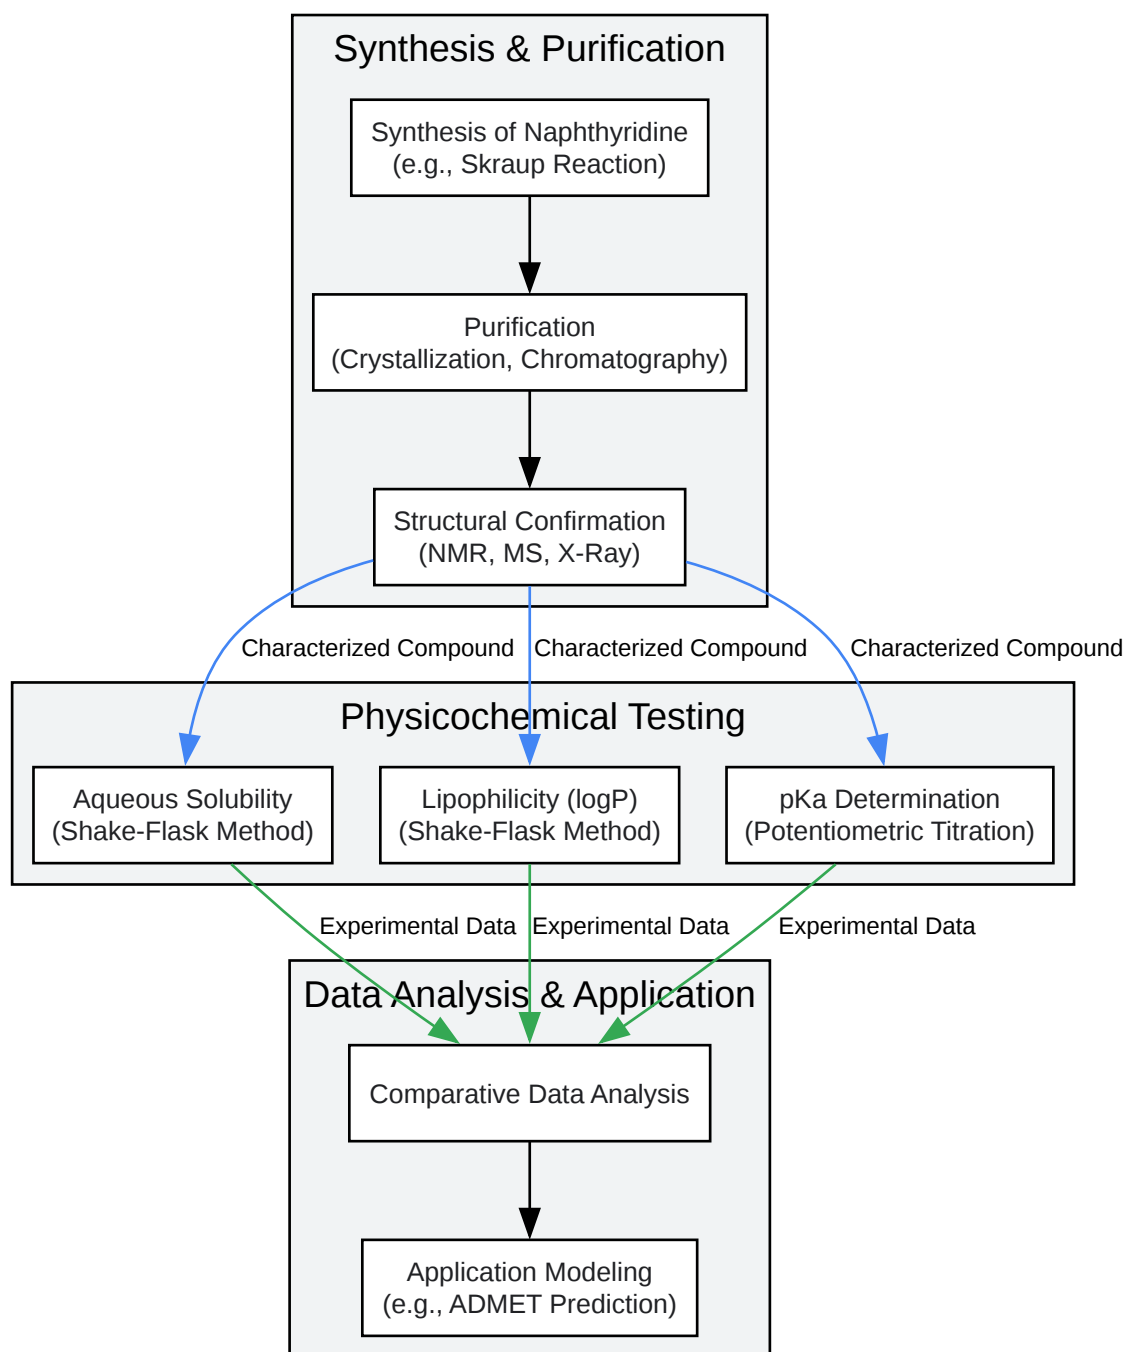 Synthesis & Purification
Synthesis of Naphthyridine
(e.g., Skraup Reaction)
Purification
(Crystallization, Chromatography)
Structural Confirmation
(NMR, MS, X-Ray)
Characterized Compound
Characterized Compound
Characterized Compound
Physicochemical Testing
Aqueous Solubility
(Shake-Flask Method)
Lipophilicity (logP)
(Shake-Flask Method)
pKa Determination
(Potentiometric Titration)
Experimental Data
Experimental Data
Experimental Data
Data Analysis & Application
Comparative Data Analysis
Application Modeling
(e.g., ADMET Prediction)